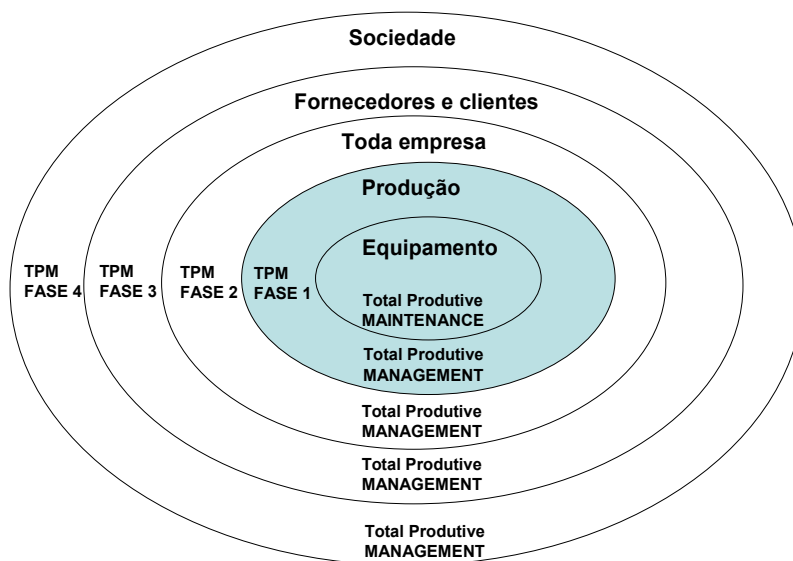 Sociedade
Fornecedores e clientes
Toda empresa
Produção
Equipamento
TPM
FASE 4
TPM
FASE 3
TPM
FASE 2
TPM
FASE 1
Total Produtive
MAINTENANCE
Total Produtive
MANAGEMENT
Total Produtive
MANAGEMENT
Total Produtive
MANAGEMENT
Total Produtive
MANAGEMENT